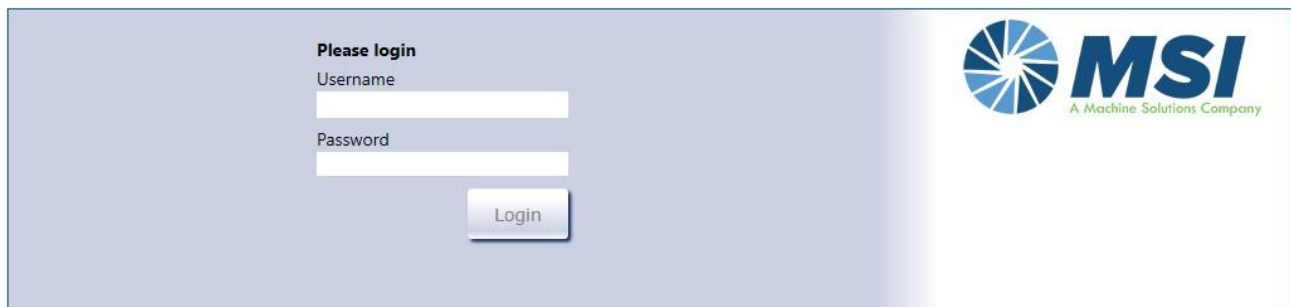 Please login
Username
Password
Login
MSI
A Machine Solutions Company